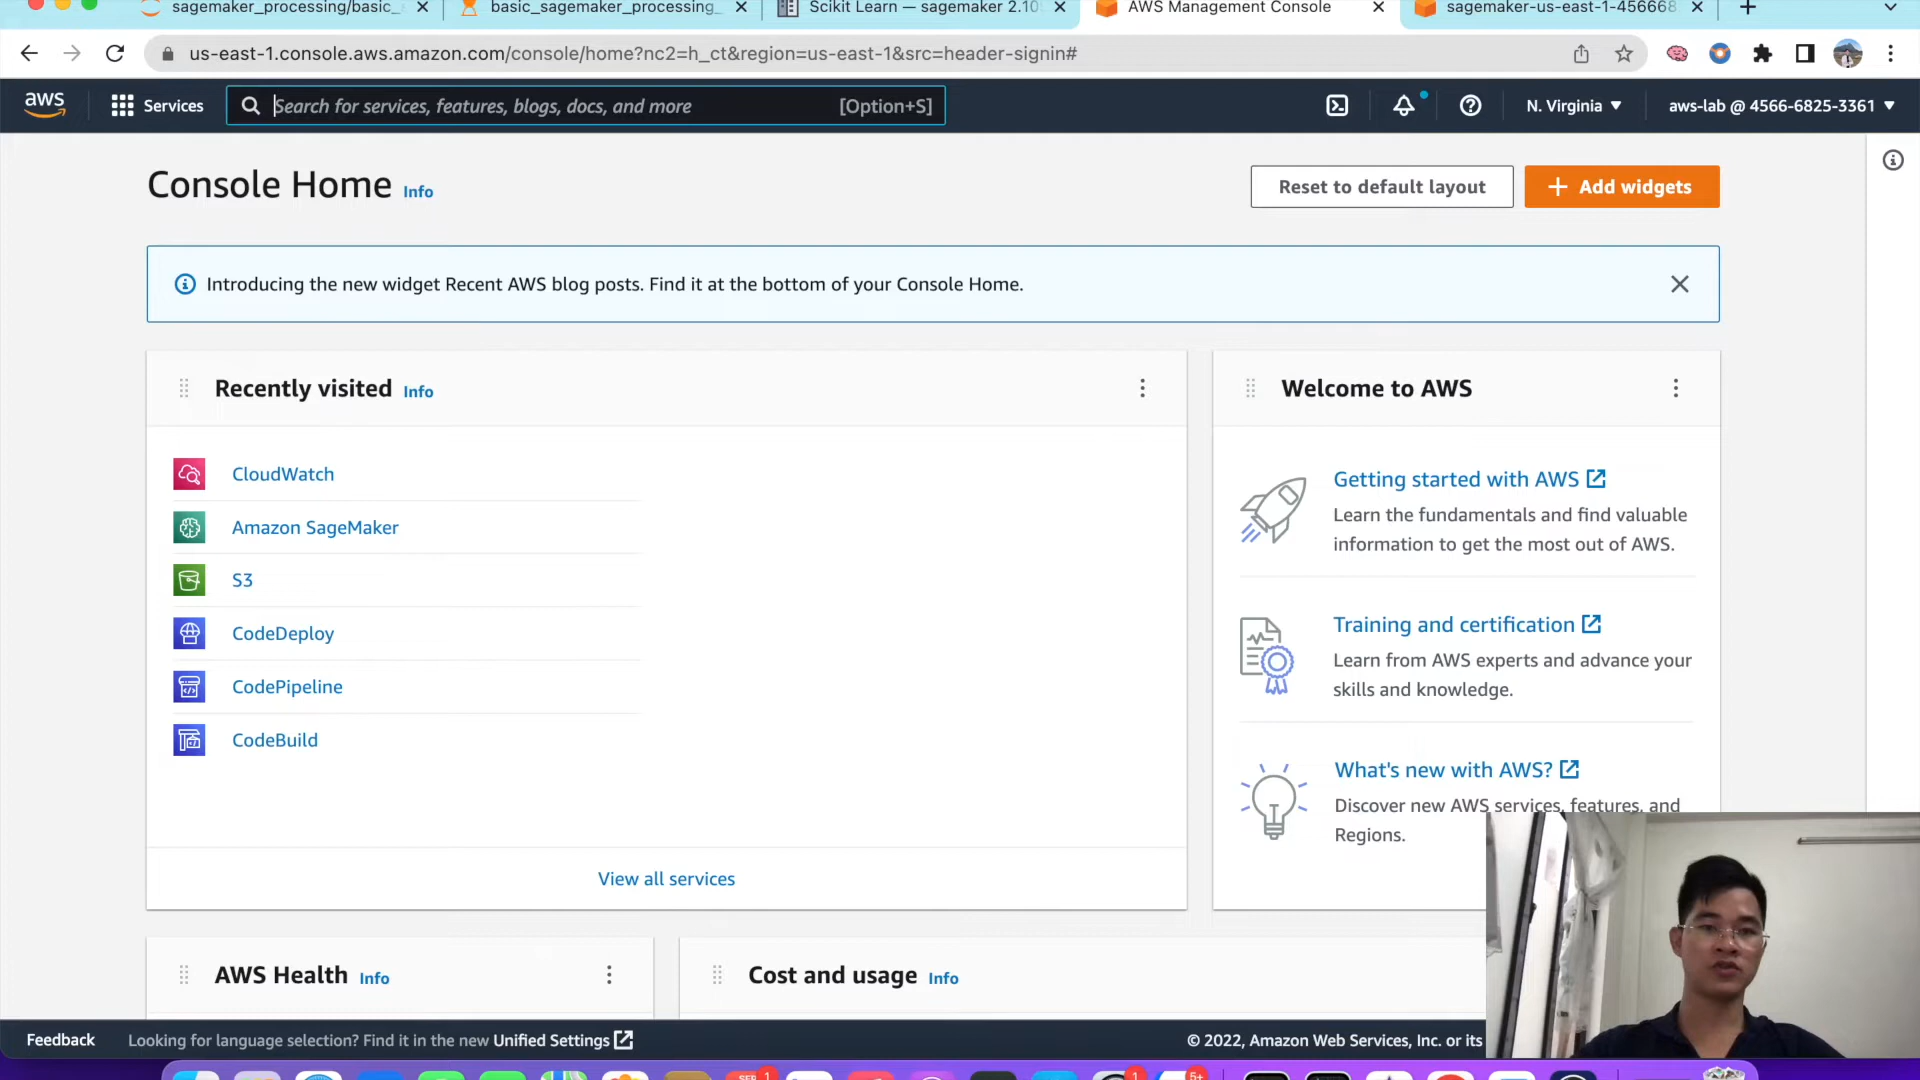 sagemaker_processing/basic_s
basic_sagemaker_processing_
Scikit Learn — sagemaker 2.10
AWS Management Console
sagemaker-us-east-1-456668
us-east-1.console.aws.amazon.com/console/home?nc2=h_ct&region=us-east-1&src=header-signin#
aws
Services
Search for services, features, blogs, docs, and more
[Option+S]
N. Virginia
aws-lab @ 4566-6825-3361
Console Home Info
Reset to default layout
Add widgets
Introducing the new widget Recent AWS blog posts. Find it at the bottom of your Console Home.
Recently visited Info
CloudWatch
Amazon SageMaker
S3
CodeDeploy
CodePipeline
CodeBuild
View all services
Welcome to AWS
Getting started with AWS
Learn the fundamentals and find valuable
information to get the most out of AWS.
Training and certification
Learn from AWS experts and advance your
skills and knowledge.
What's new with AWS?
Discover new AWS services, features, and
Regions.
AWS Health Info
Cost and usage Info
Feedback
Looking for language selection? Find it in the new Unified Settings
© 2022, Amazon Web Services, Inc. or its
SEP
1
1
5+